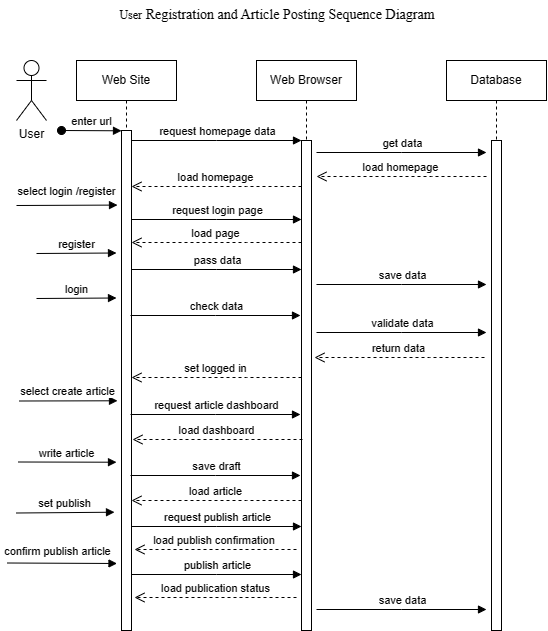 User Registration and Article Posting Sequence Diagram
Web Site
Web Browser
Database
User
enter url
request homepage data
get data
load homepage
load homepage
select login /register
request login page
load page
register
pass data
save data
login
check data
validate data
return data
set logged in
select create article
request article dashboard
load dashboard
write article
save draft
load article
set publish
request publish article
load publish confirmation
confirm publish article
publish article
load publication status
save data